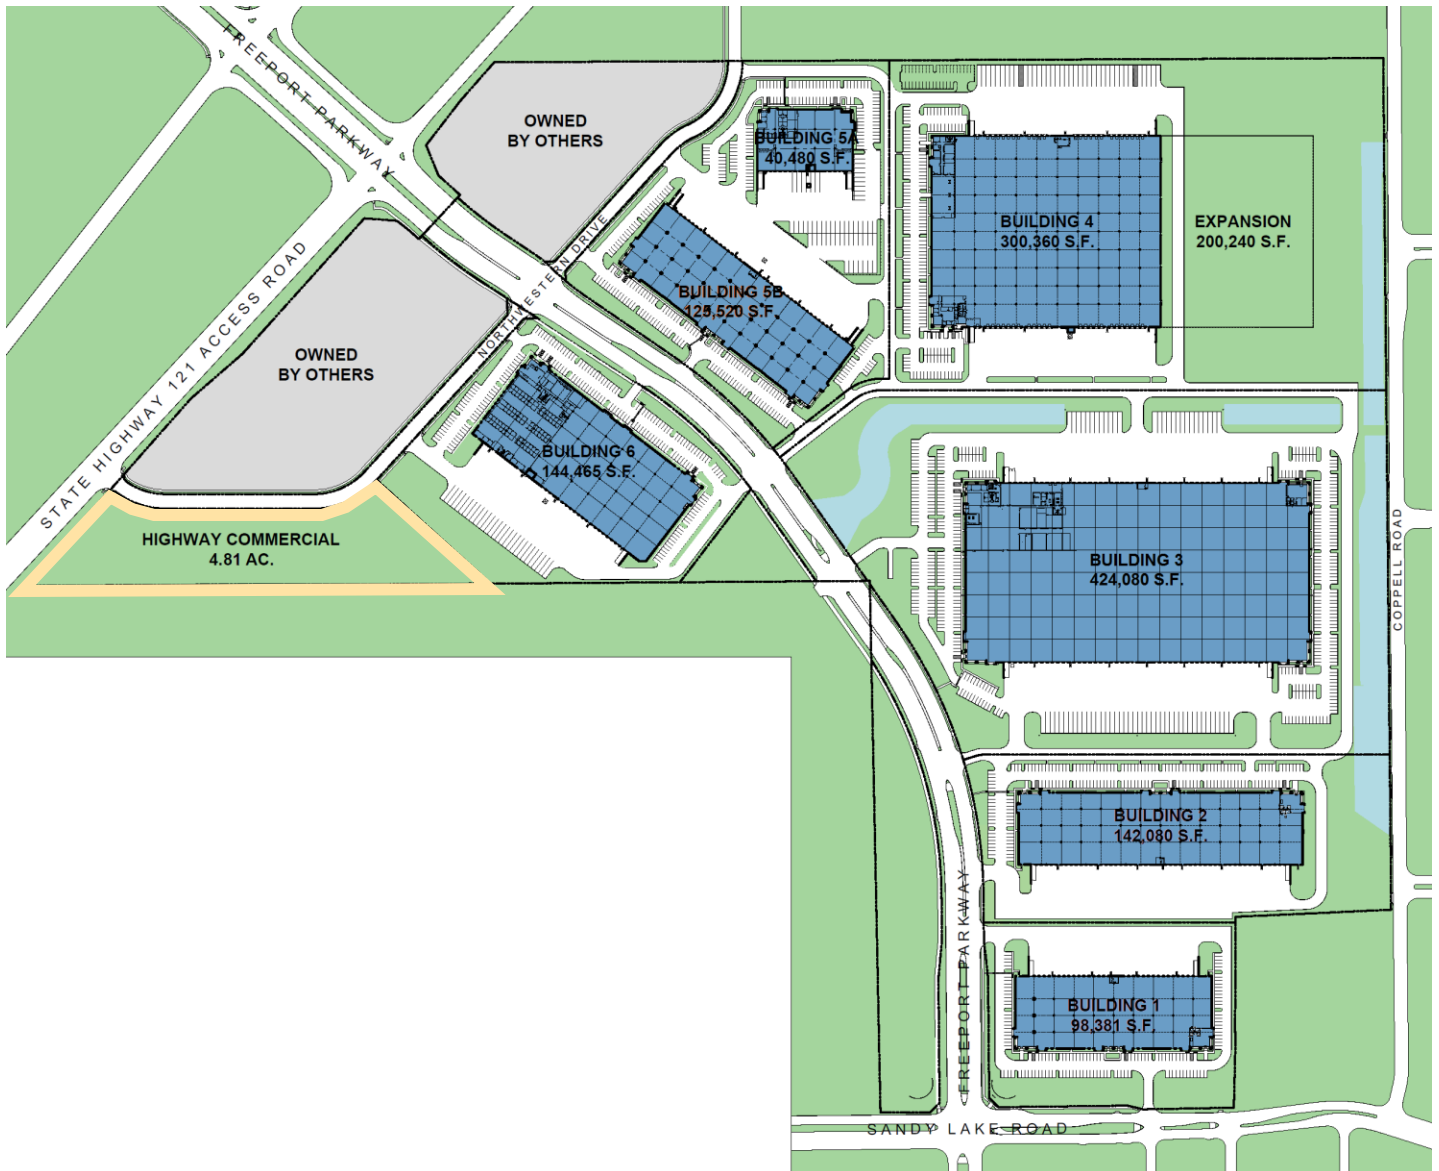 FREEPORT PARKWAY
OWNED
BY OTHERS
BUILDING 5A
40,480 S.F.
BUILDING 4
300,360 S.F.
EXPANSION
200,240 S.F.
NORTHWESTERN DRIVE
BUILDING 5B
125,520 S.F.
STATE HIGHWAY 121 ACCESS ROAD
OWNED
BY OTHERS
BUILDING 6
144,465 S.F.
HIGHWAY COMMERCIAL
4.81 AC.
BUILDING 3
424,080 S.F.
COPPELL ROAD
BUILDING 2
142,080 S.F.
FREEPORT PARKWAY
BUILDING 1
98,381 S.F.
SANDY LAKE ROAD